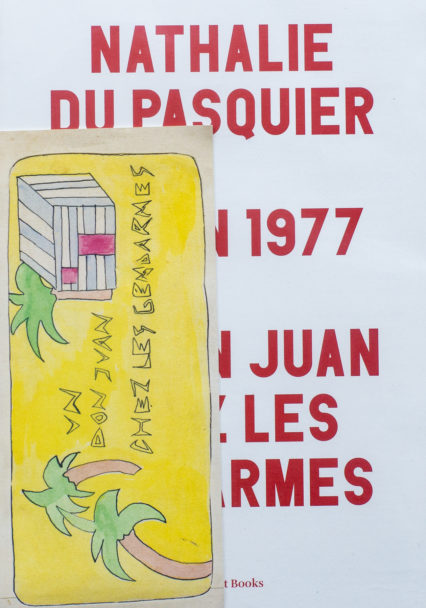 NATHALIE
DU PASQUIER
N 1977
N JUAN
Z LES
ARMES
t Books
UN
DON JUAN
CHEZ LES GENDARMES